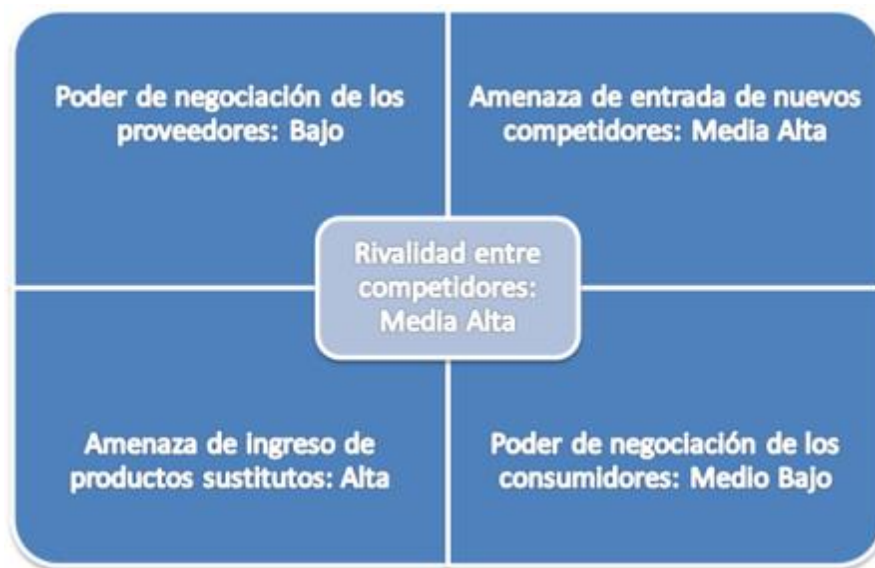 Poder de negociación de los
proveedores: Bajo
Amenaza de entrada de nuevos
competidores: Media Alta
Rivalidad entre
competidores:
Media Alta
Amenaza de ingreso de
productos sustitutos: Alta
Poder de negociación de los
consumidores: Medio Bajo